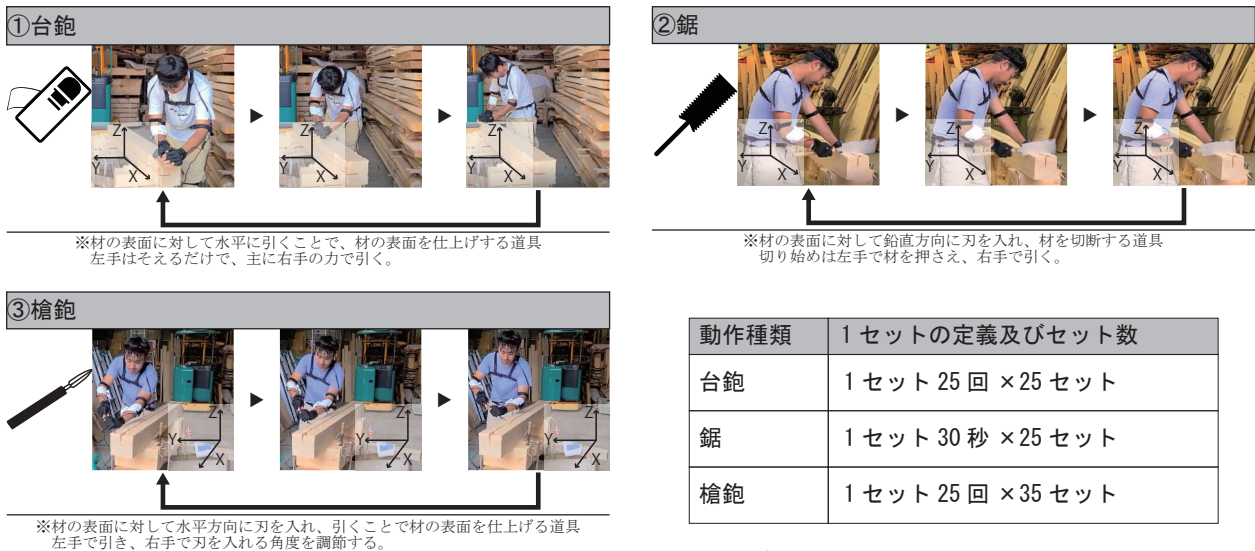 ①台鉋
Z
Y
X
Z
Y
X
Z
Y
X
※材の表面に対して水平に引くことで、材の表面を仕上げする道具
左手はそえるだけで、主に右手の力で引く。
②鋸
Z
Y
X
Z
Y
X
Z
Y
X
※材の表面に対して鉛直方向に刃を入れ、材を切断する道具
切り始めは左手で材を押さえ、右手で引く。
③槍鉋
Z
Y
X
Z
Y
X
Z
Y
X
※材の表面に対して水平方向に刃を入れ、引くことで材の表面を仕上げる道具
左手で引き、右手で刃を入れる角度を調節する。
動作種類 1セットの定義及びセット数
台鉋 1セット25回×25セット
鋸 1セット30秒×25セット
槍鉋 1セット25回×35セット